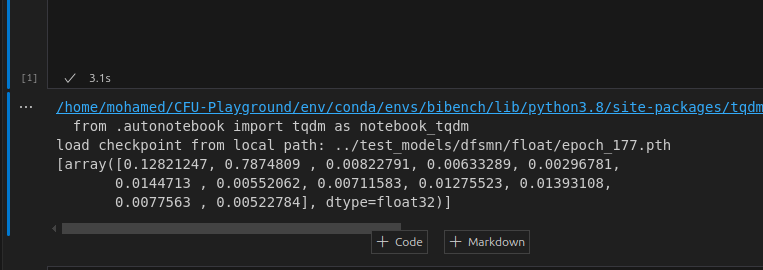 [1]
3.1s
/home/mohamed/CFU-Playground/env/conda/envs/bibench/lib/python3.8/site-packages/tqdm
from .autonotebook import tqdm as notebook_tqdm
load checkpoint from local path: ../test_models/dfsmn/float/epoch_177.pth
[array([0.12821247, 0.7874809 , 0.00822791, 0.00633289, 0.00296781,
0.0144713 , 0.00552062, 0.00711583, 0.01275523, 0.01393108,
0.0077563 , 0.00522784], dtype=float32)]
+ Code + Markdown